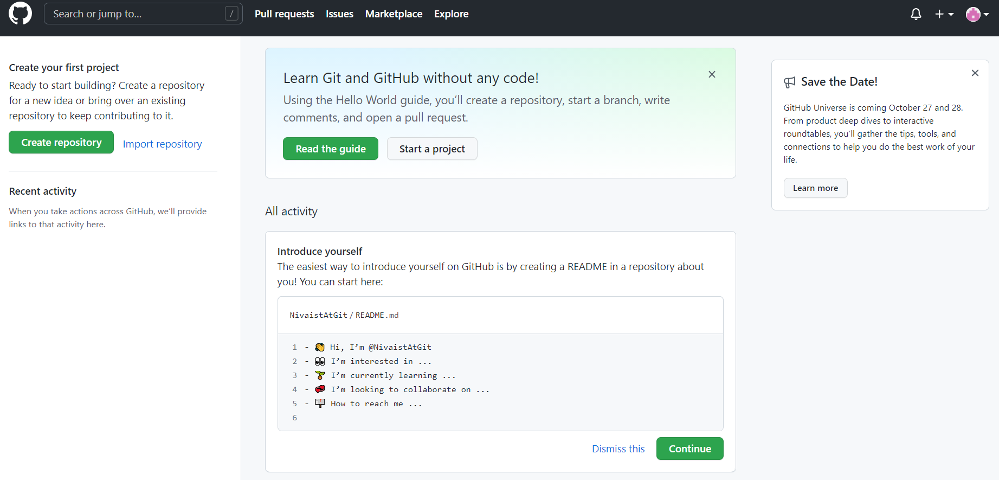 Search or jump to... /
Pull requests
Issues
Marketplace
Explore
Create your first project
Ready to start building? Create a repository
for a new idea or bring over an existing
repository to keep contributing to it.
Create repository
Import repository
Recent activity
When you take actions across GitHub, we’ll provide
links to that activity here.
Learn Git and GitHub without any code!
Using the Hello World guide, you’ll create a repository, start a branch, write
comments, and open a pull request.
Read the guide
Start a project
All activity
Introduce yourself
The easiest way to introduce yourself on GitHub is by creating a README in a repository about
you! You can start here:
NivaistAtGit / README.md
1 - 👋 Hi, I’m @NivaistAtGit
2 - 👀 I’m interested in ...
3 - 🌱 I’m currently learning ...
4 - 💞️ I’m looking to collaborate on ...
5 - 📫 How to reach me ...
6
Dismiss this
Continue
Save the Date!
GitHub Universe is coming October 27 and 28.
From product deep dives to interactive
roundtables, you’ll gather the tips, tools, and
connections to help you do the best work of your
life.
Learn more